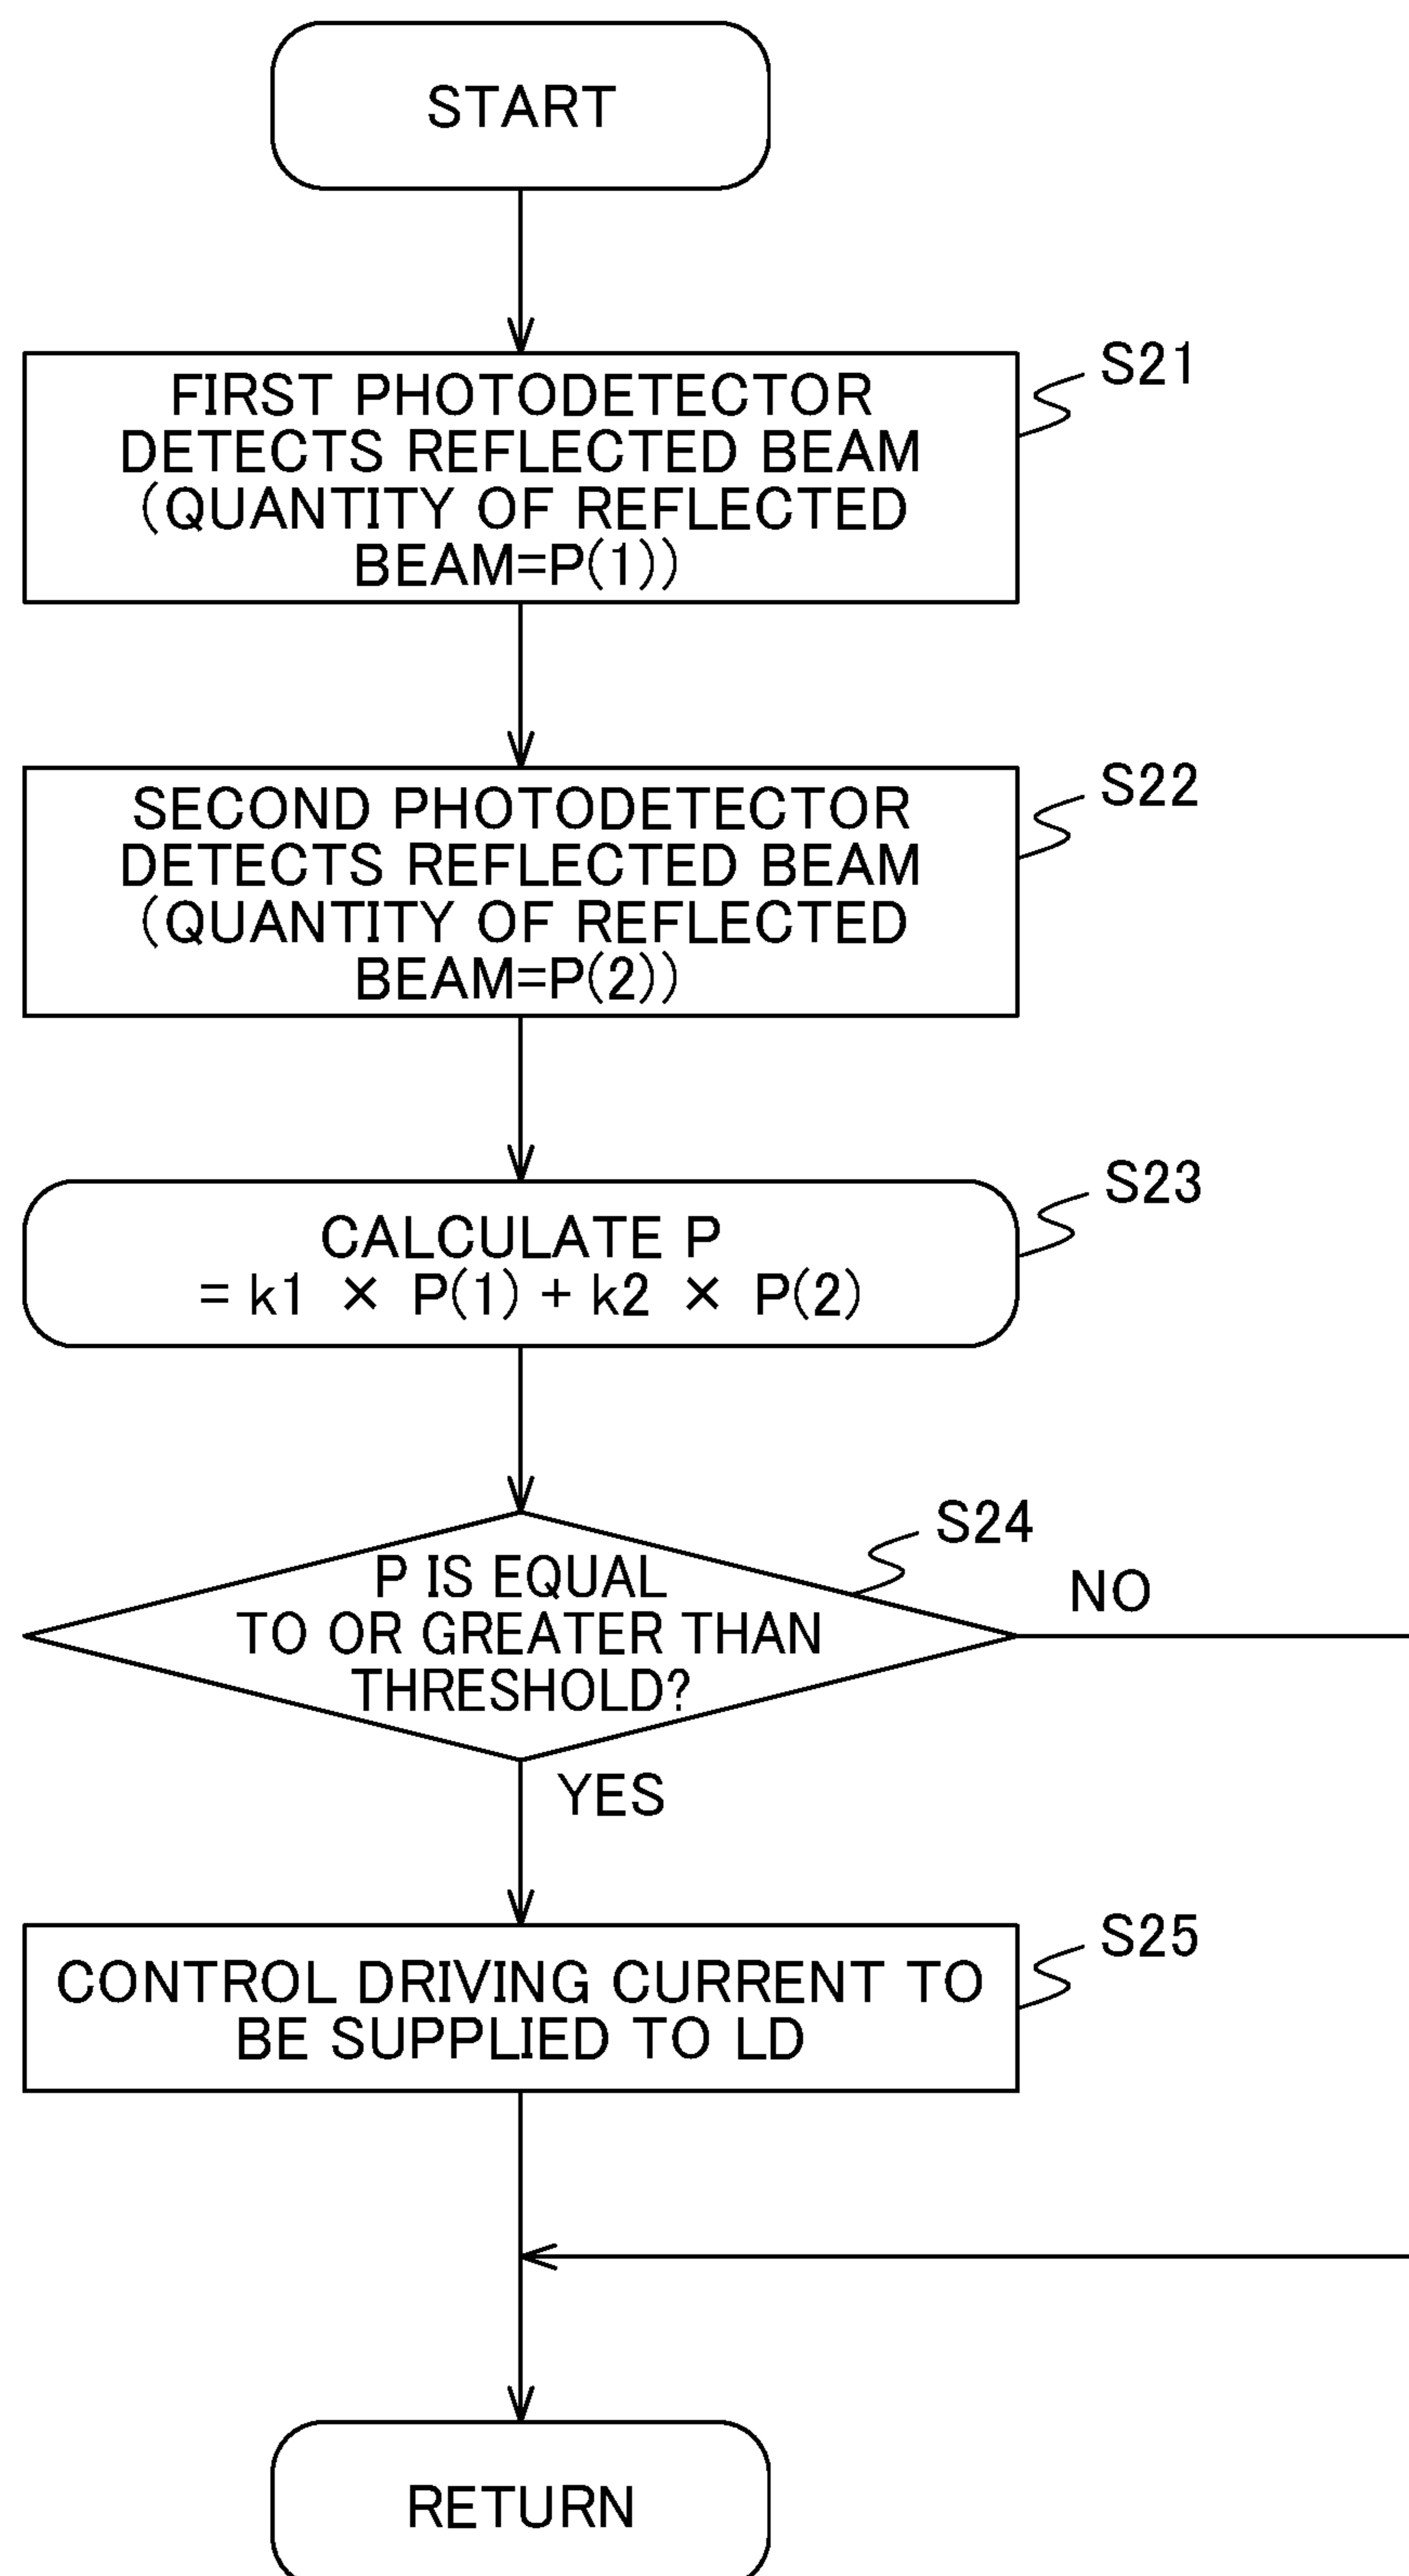 START
S21
FIRST PHOTODETECTOR
DETECTS REFLECTED BEAM
(QUANTITY OF REFLECTED
BEAM=P(1))
S22
SECOND PHOTODETECTOR
DETECTS REFLECTED BEAM
(QUANTITY OF REFLECTED
BEAM=P(2))
S23
CALCULATE P
= k1 × P(1) + k2 × P(2)
S24
P IS EQUAL
TO OR GREATER THAN
THRESHOLD?
NO
YES
S25
CONTROL DRIVING CURRENT TO
BE SUPPLIED TO LD
RETURN